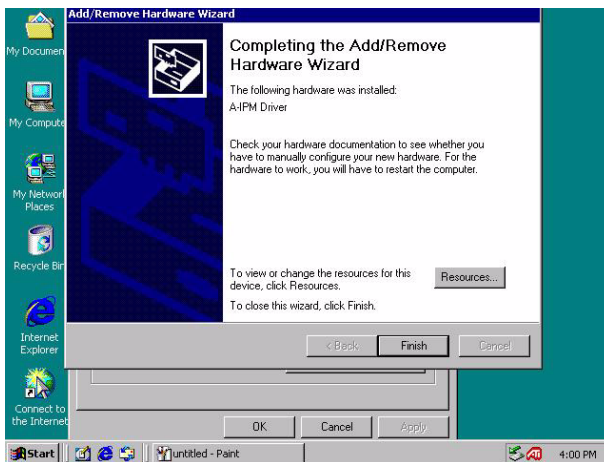 Add/Remove Hardware Wizard
My Documen
My Compute
My Network
Places
Recycle Bin
Internet
Explorer
Connect to
the Internet
Completing the Add/Remove
Hardware Wizard
The following hardware was installed:
A-IPM Driver
Check your hardware documentation to see whether you
have to manually configure your new hardware. For the
hardware to work, you will have to restart the computer.
To view or change the resources for this
device, click Resources.
Resources...
To close this wizard, click Finish.
< Back
Finish
Cancel
OK
Cancel
Apply
Start
untitled - Paint
4:00 PM